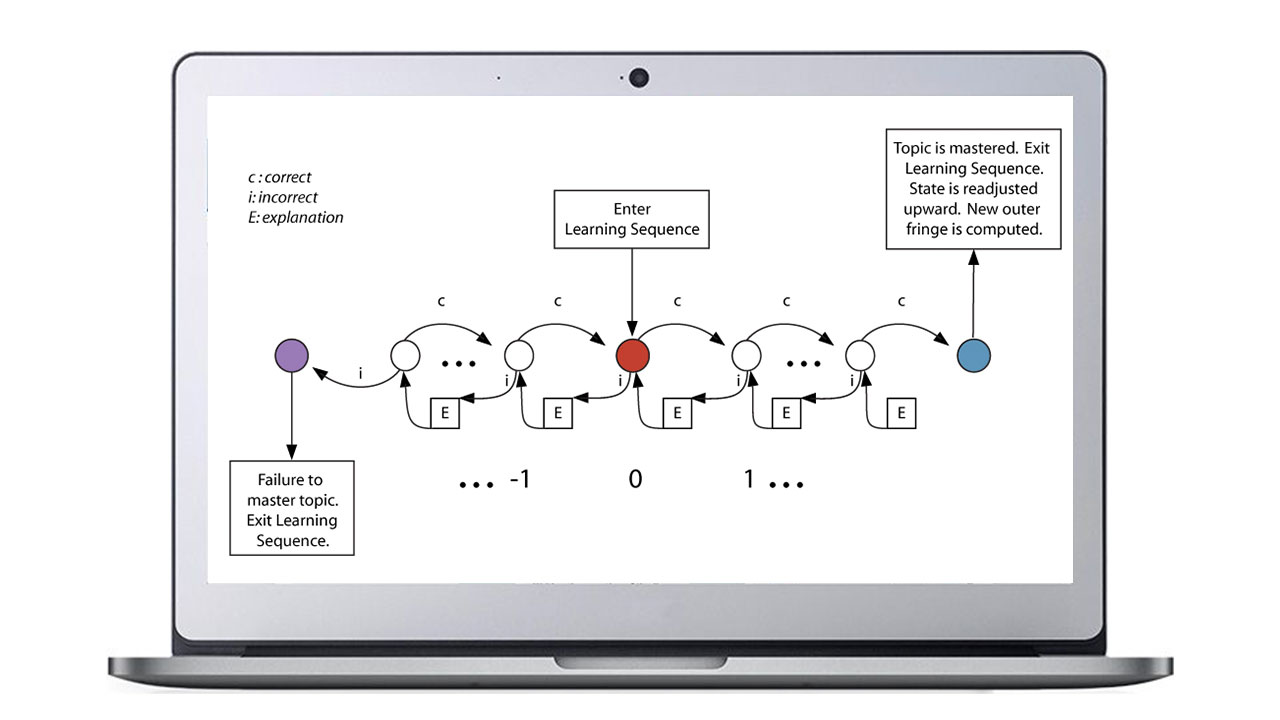 c : correct
i: incorrect
E: explanation
Enter
Learning Sequence
Topic is mastered. Exit
Learning Sequence.
State is readjusted
upward. New outer
fringe is computed.
c
c
c
c
c
i
i
i
i
i
E
E
E
E
E
... -1
0
1 ...
Failure to
master topic.
Exit Learning
Sequence.